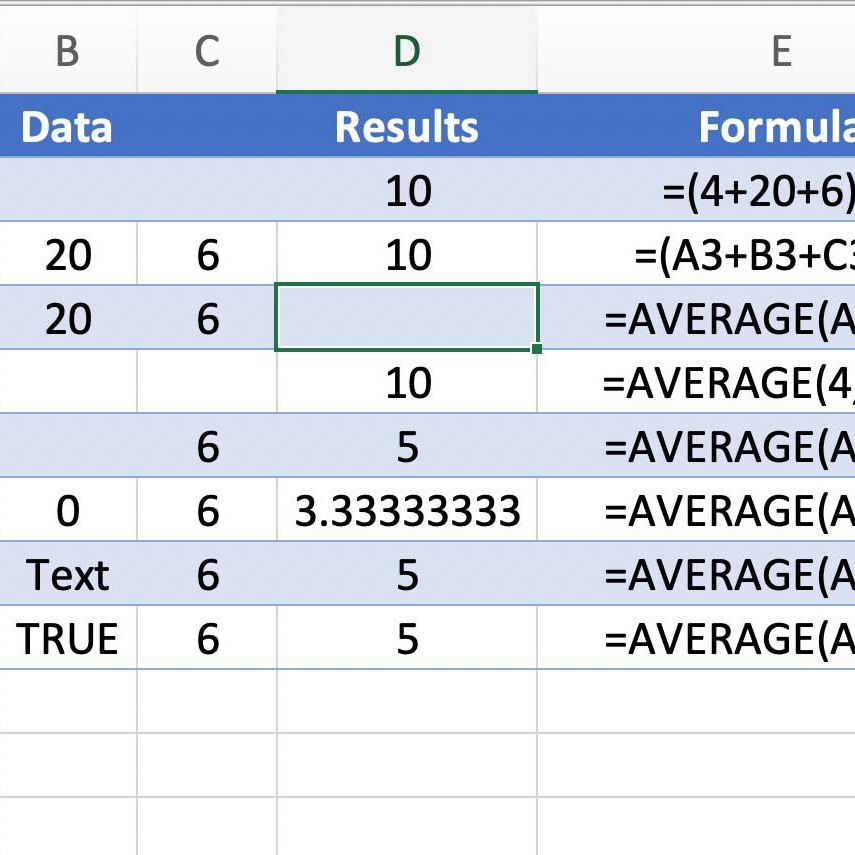 B C D E
Data Results Formula
10 =(4+20+6)
20 6 10 =(A3+B3+C3
20 6 =AVERAGE(A
10 =AVERAGE(4,
6 5 =AVERAGE(A
0 6 3.33333333 =AVERAGE(A
Text 6 5 =AVERAGE(A
TRUE 6 5 =AVERAGE(A